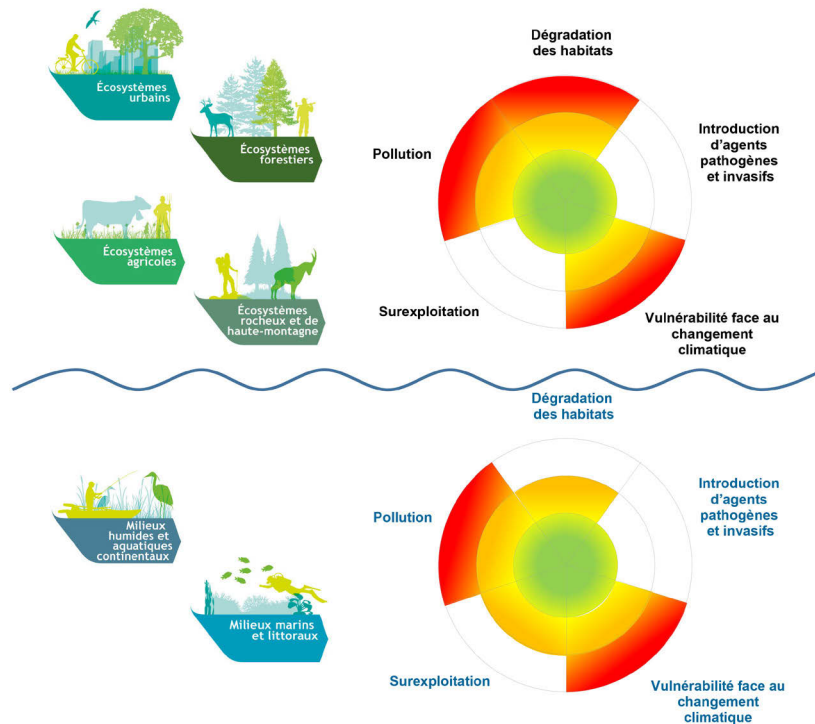 Écosystèmes
urbains
Écosystèmes
forestiers
Écosystèmes
agricoles
Écosystèmes
rocheux et de
haute-montagne
Dégradation
des habitats
Introduction
d'agents
pathogènes
et invasifs
Pollution
Surexploitation
Vulnérabilité face au
changement
climatique
Milieux
humides et
aquatiques
continentaux
Milieux marins
et littoraux
Dégradation
des habitats
Introduction
d'agents
pathogènes
et invasifs
Pollution
Surexploitation
Vulnérabilité face au
changement
climatique